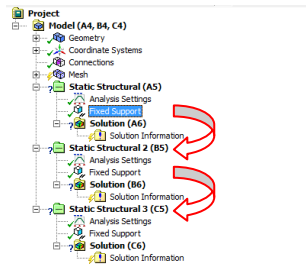 Project
Model (A4, B4, C4)
Geometry
Coordinate Systems
Connections
Mesh
Static Structural (A5)
Analysis Settings
Fixed Support
Solution (A6)
Solution Information
Static Structural 2 (B5)
Analysis Settings
Fixed Support
Solution (B6)
Solution Information
Static Structural 3 (C5)
Analysis Settings
Fixed Support
Solution (C6)
Solution Information